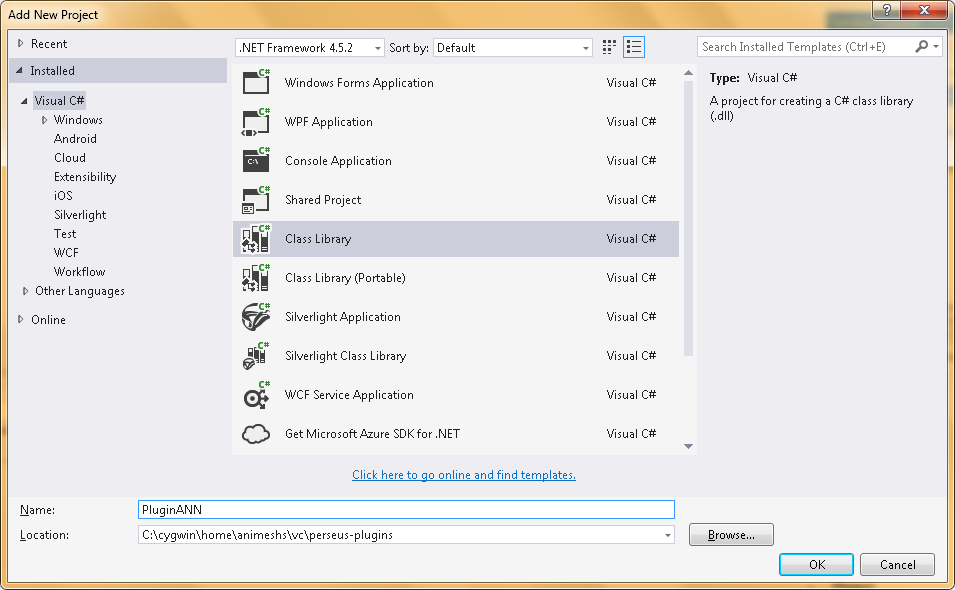 Add New Project
Recent
Installed
Visual C#
Windows
Android
Cloud
Extensibility
iOS
Silverlight
Test
WCF
Workflow
Other Languages
Online
.NET Framework 4.5.2 Sort by: Default
C# Windows Forms Application Visual C#
C# WPF Application Visual C#
C# C:\ Console Application Visual C#
C# Shared Project Visual C#
C# Class Library Visual C#
C# Class Library (Portable) Visual C#
C# Silverlight Application Visual C#
C# Silverlight Class Library Visual C#
C# WCF Service Application Visual C#
Get Microsoft Azure SDK for .NET Visual C#
Click here to go online and find templates.
Search Installed Templates (Ctrl+E)
Type: Visual C#
A project for creating a C# class library
(.dll)
Name: PluginANN
Location: C:\cygwin\home\animeshs\vc\perseus-plugins Browse...
OK Cancel